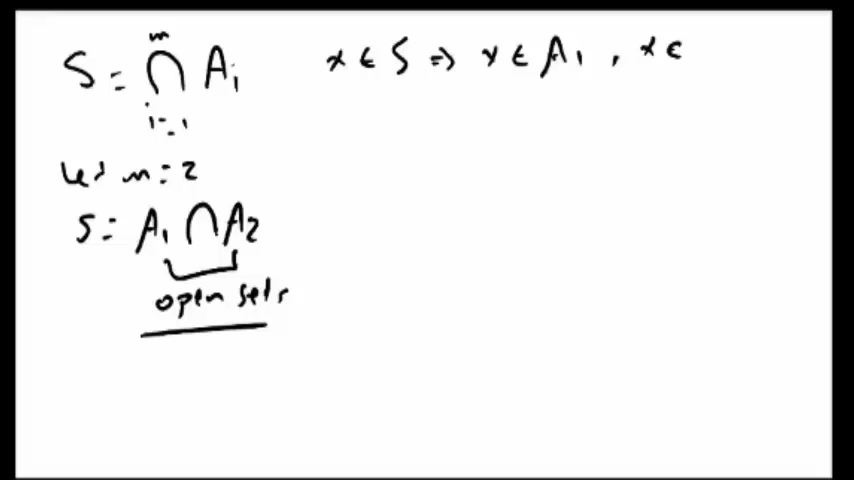 S = ⋂_{i=1}^{n} A_i
x ∈ S ⇒ x ∈ A_1 , x ∈
Let n = 2
S = A_1 ⋂ A_2
open sets